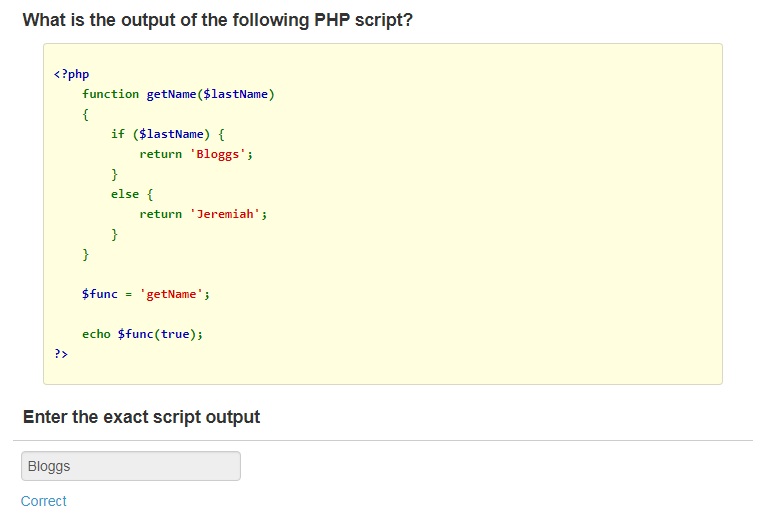 What is the output of the following PHP script?
<?php
function getName($lastName)
{
if ($lastName) {
return 'Bloggs';
}
else {
return 'Jeremiah';
}
}
$func = 'getName';
echo $func(true);
?>
Enter the exact script output
Bloggs
Correct